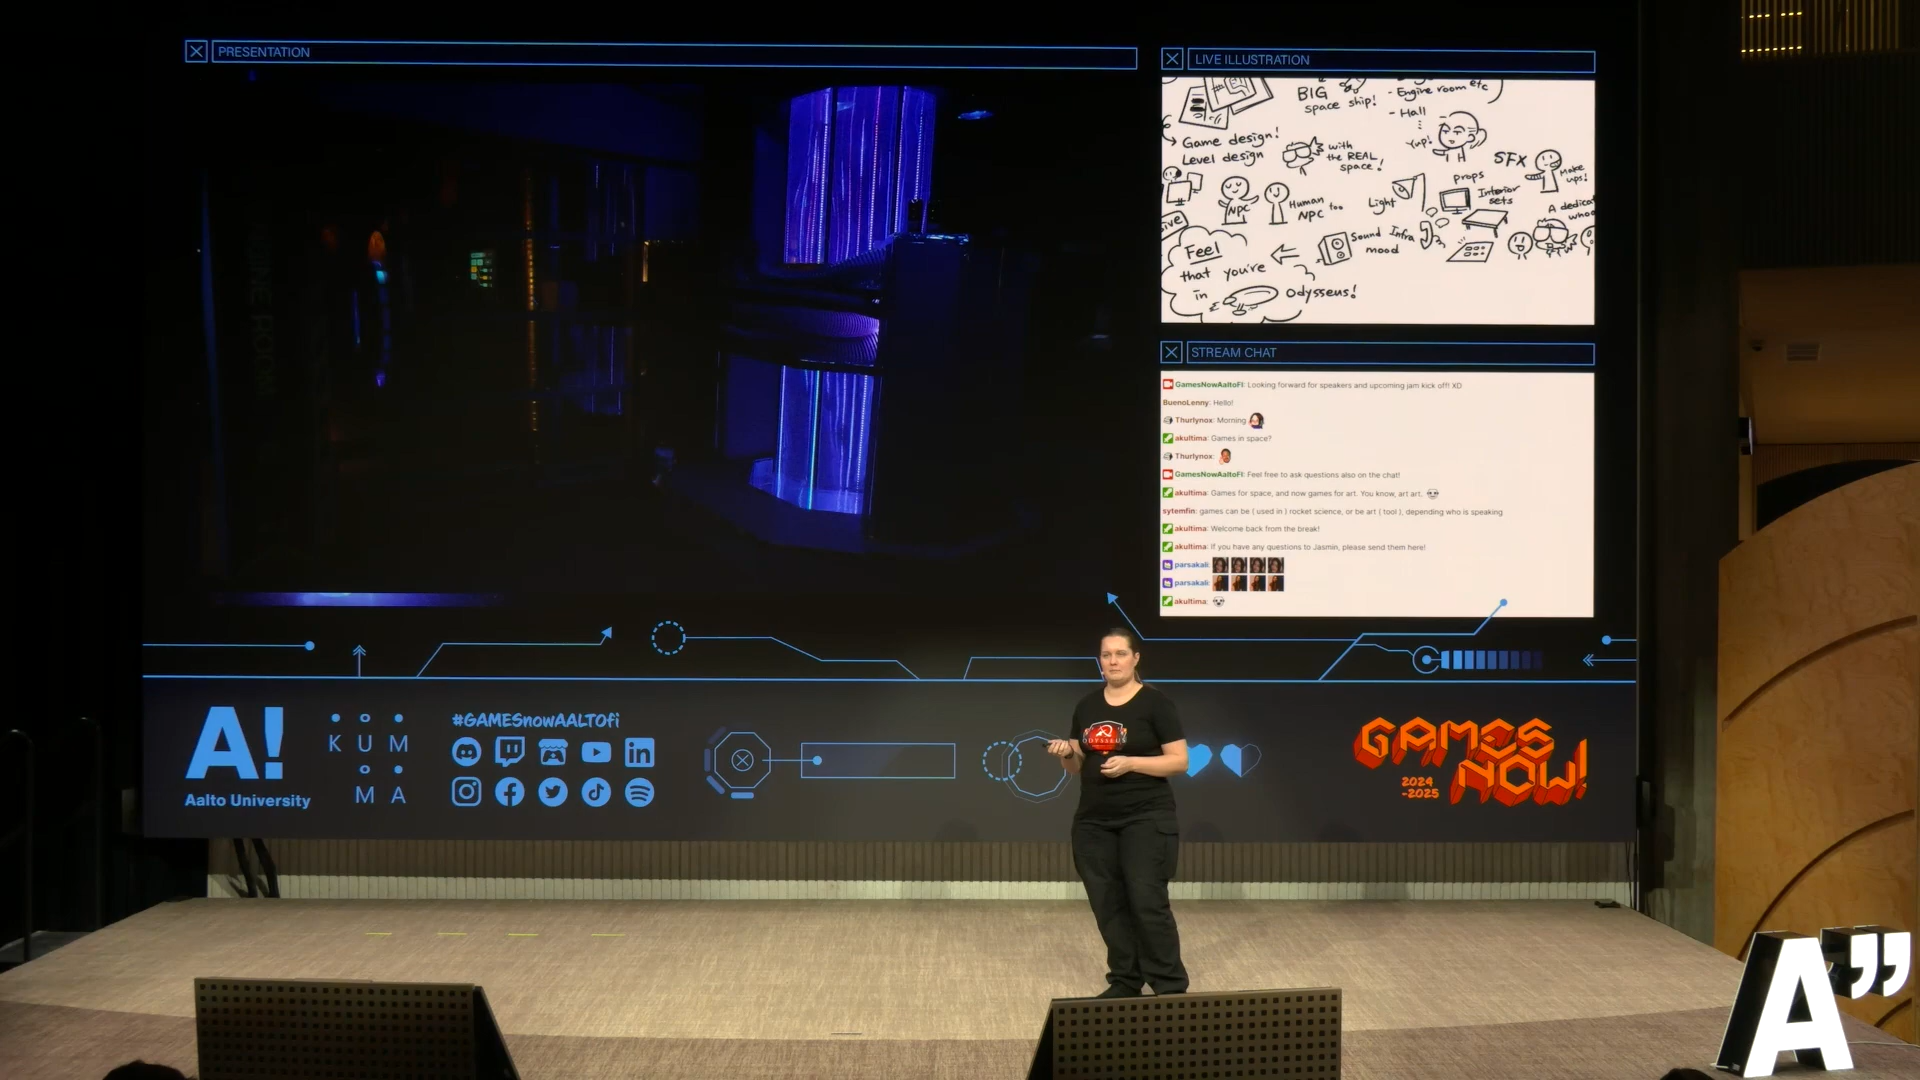 PRESENTATION
LIVE ILLUSTRATION
BIG
space ship!
- Engine room etc
- Hall
Yup!
Game design!
Level design
with
the REAL
space!
SFX
Make
ups!
props
Interior
sets
NPC
Human
NPC too
Light
A dedica
whoo
Sound Infra
mood
Feel
that you're
in
Odysseus!
STREAM CHAT
GamesNowAaltoFI: Looking forward for speakers and upcoming jam kick off! XD
BuenoLenny: Hello!
Thurlynox: Morning
akultima: Games in space?
Thurlynox:
GamesNowAaltoFI: Feel free to ask questions also on the chat!
akultima: Games for space, and now games for art. You know, art art.
sytemfin: games can be ( used in ) rocket science, or be art ( tool ), depending who is speaking
akultima: Welcome back from the break!
akultima: If you have any questions to Jasmin, please send them here!
parsakali:
parsakali:
akultima:
A!
Aalto University
KUM
MA
#GAMESnowAALTOfi
ODYSSEUS
GAMES
NOW!
2024
-2025
A”